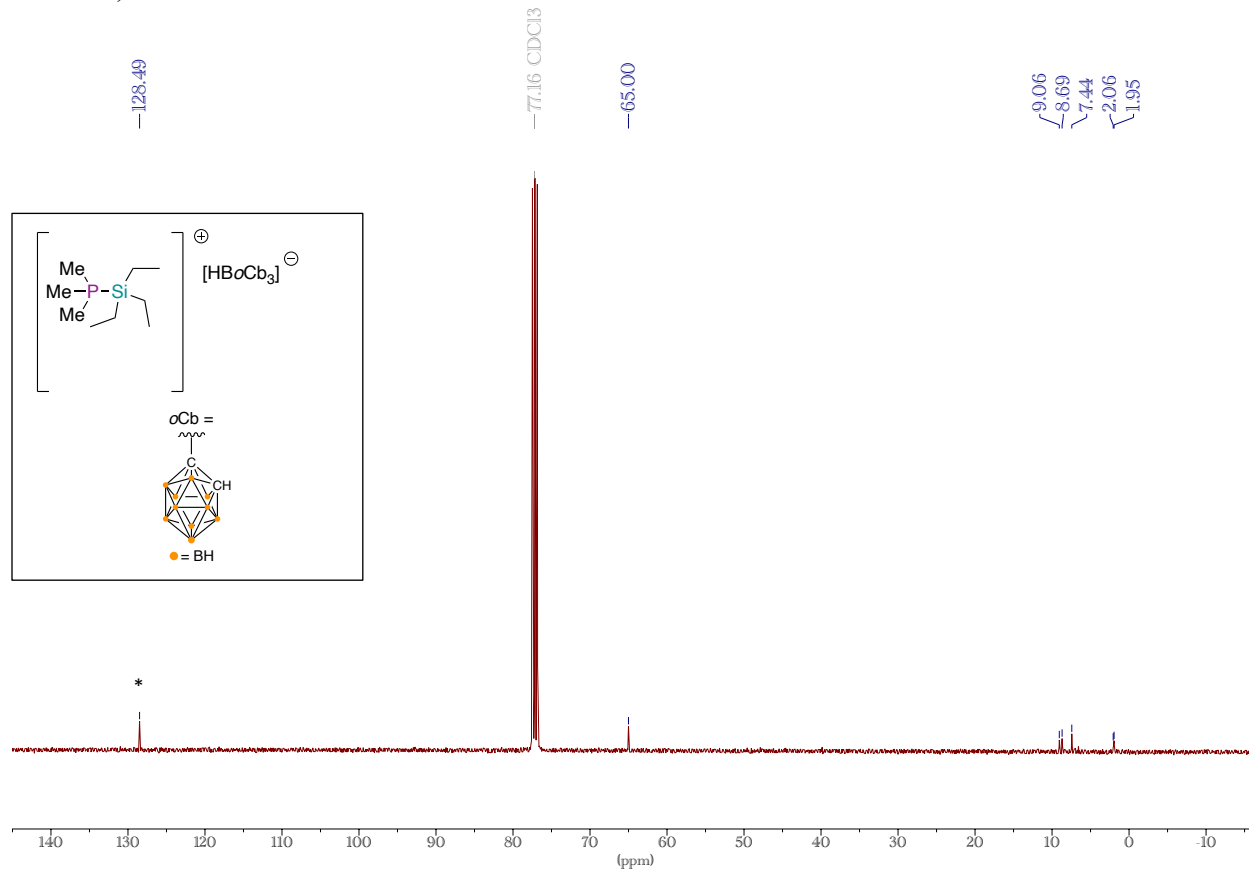 128.49
77.16 CDCl3
65.00
9.06
8.69
7.44
2.06
1.95
Me
Me P Si
Me
⊕
[HBoCb3] ⊖
oCb =
C
CH
= BH
*
140 130 120 110 100 90 80 70 60 50 40 30 20 10 0 -10
(ppm)